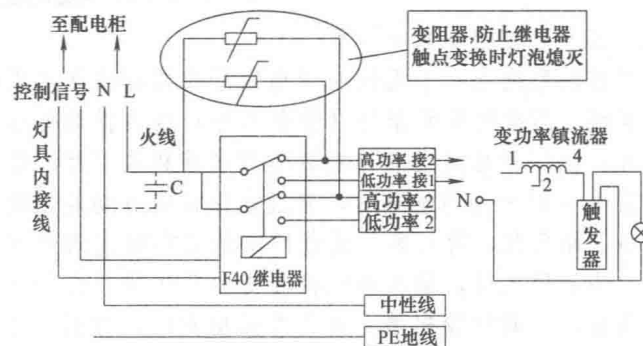 至配电柜
变阻器,防止继电器
触点变换时灯泡熄灭
控制信号 N L
灯具内接线
火线
C
高功率 接2
低功率 接1
高功率 2
低功率 2
F40 继电器
变功率镇流器
1
4
2
N
触发器
中性线
PE地线